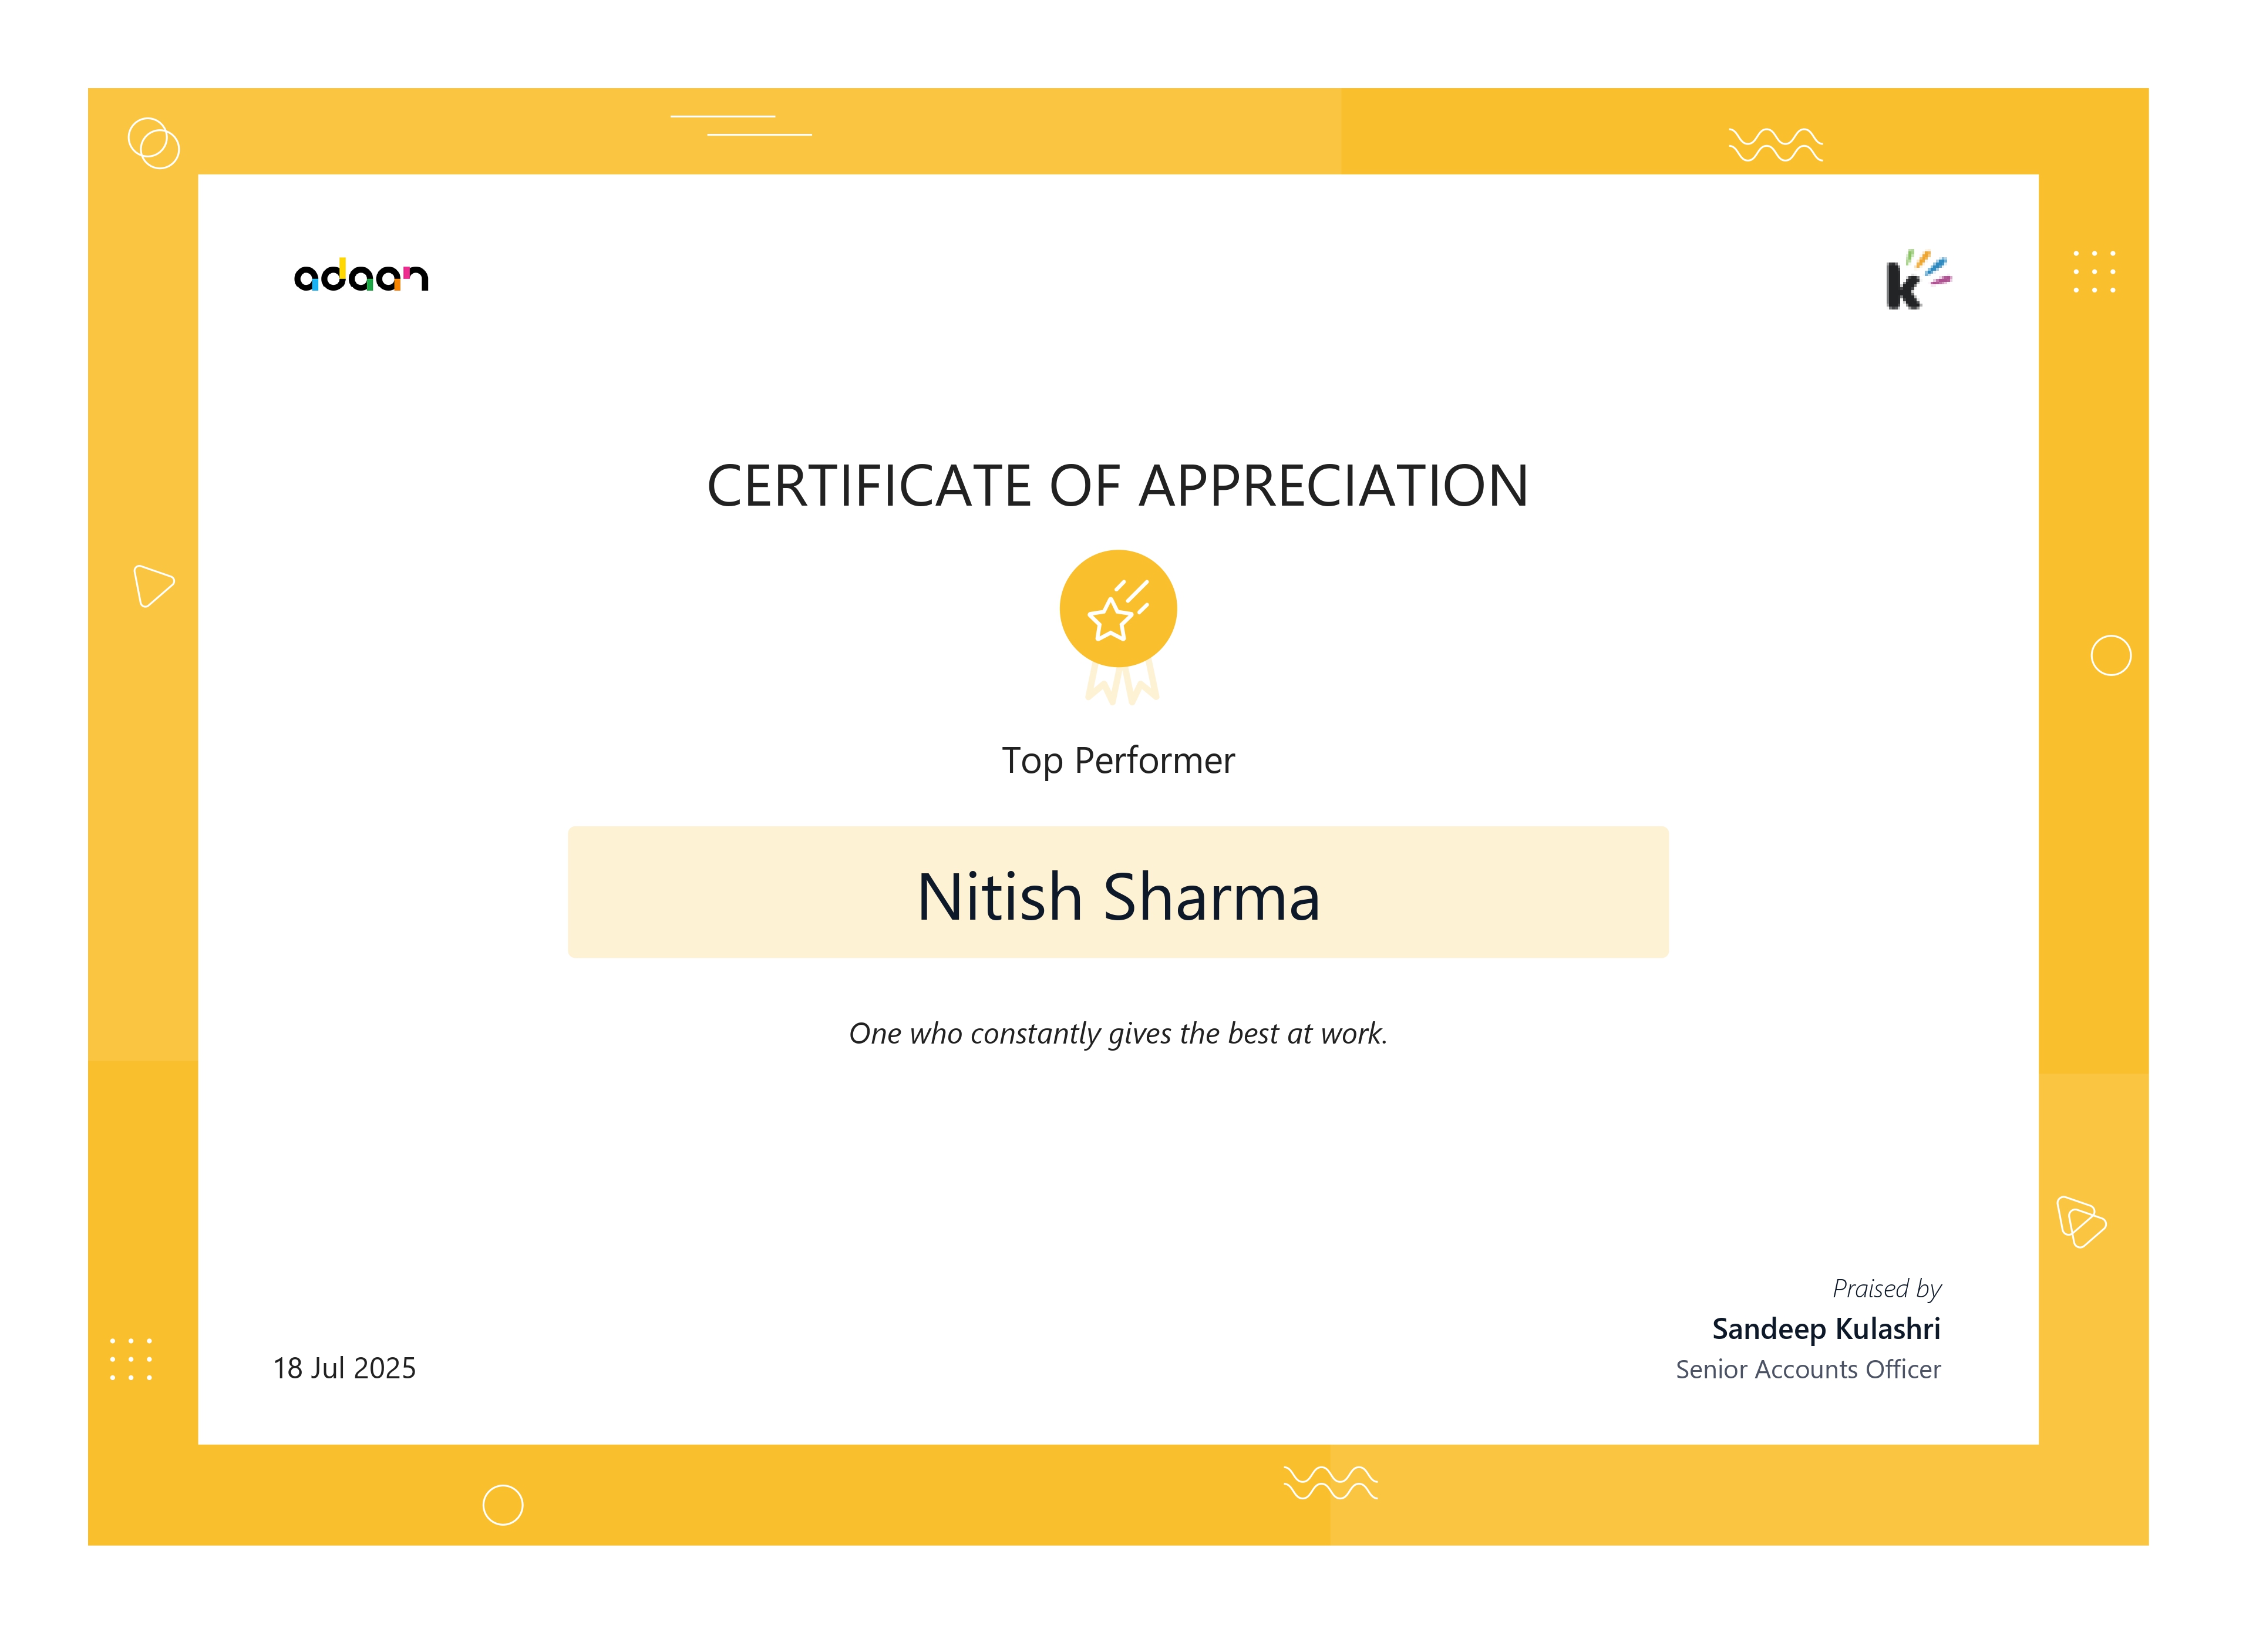 adaan
k
CERTIFICATE OF APPRECIATION
Top Performer
Nitish Sharma
One who constantly gives the best at work.
Praised by
Sandeep Kulashri
Senior Accounts Officer
18 Jul 2025